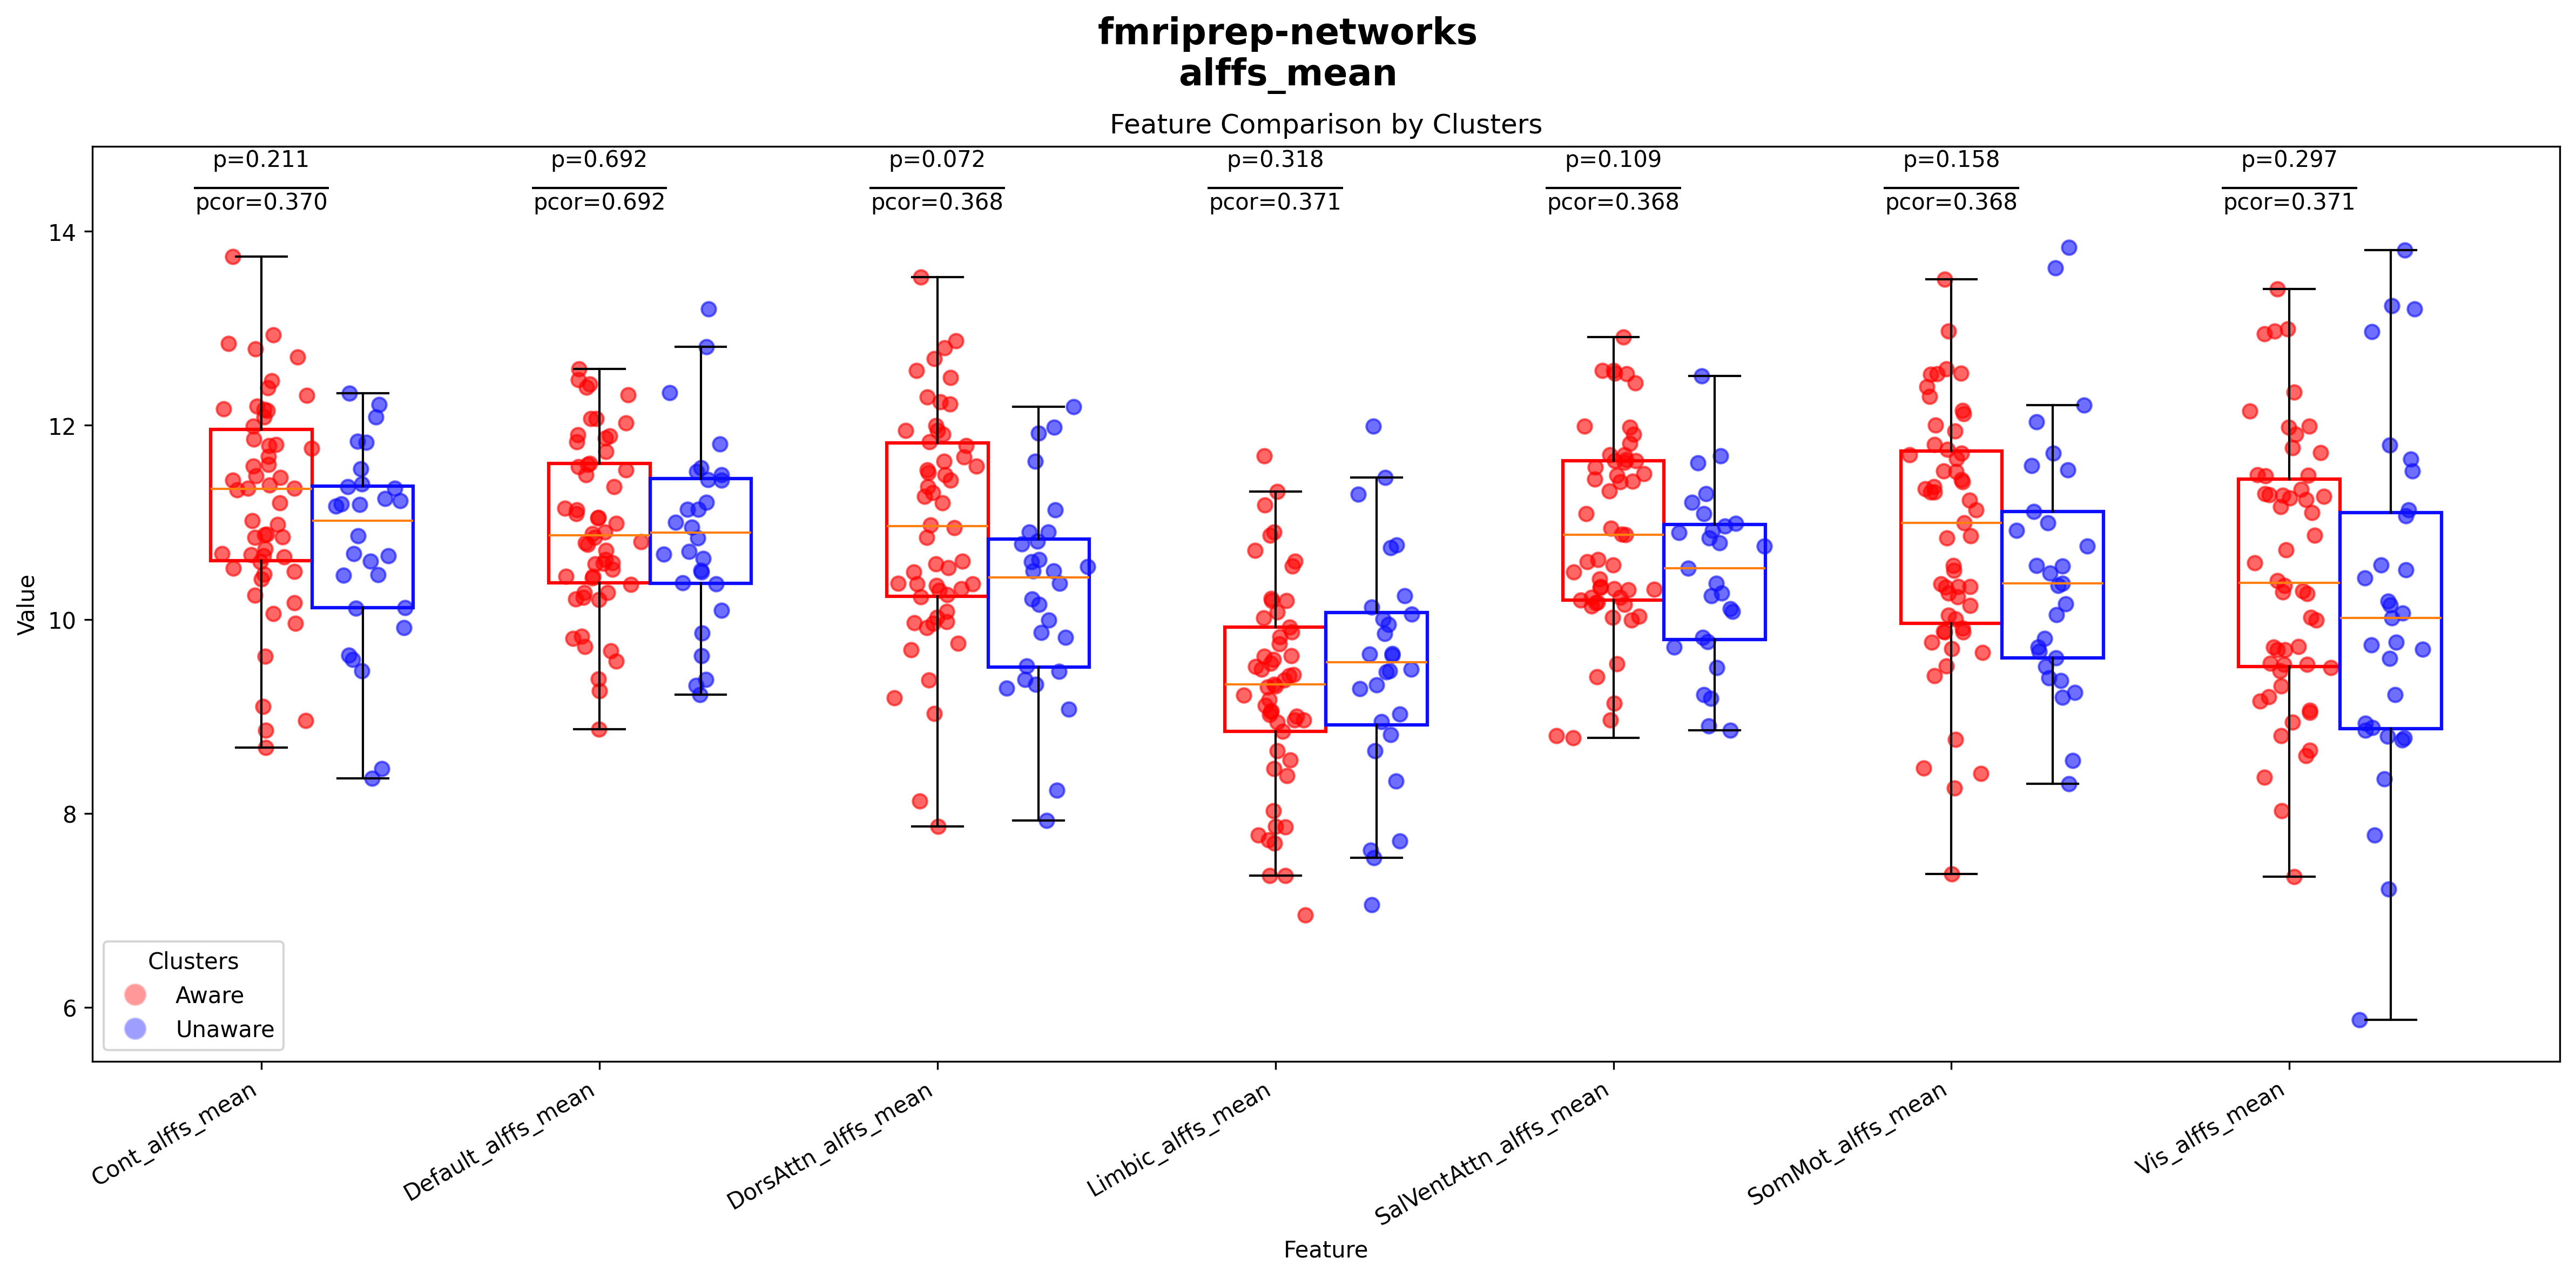 fmriprep-networks
alffs_mean
Feature Comparison by Clusters
p=0.211 p=0.692 p=0.072 p=0.318 p=0.109 p=0.158 p=0.297
pcor=0.370 pcor=0.692 pcor=0.368 pcor=0.371 pcor=0.368 pcor=0.368 pcor=0.371
14
12
10
8
6
Value
Clusters
Aware
Unaware
Cont_alffs_mean
Default_alffs_mean
DorsAttn_alffs_mean
Limbic_alffs_mean
SalVentAttn_alffs_mean
SomMot_alffs_mean
Vis_alffs_mean
Feature